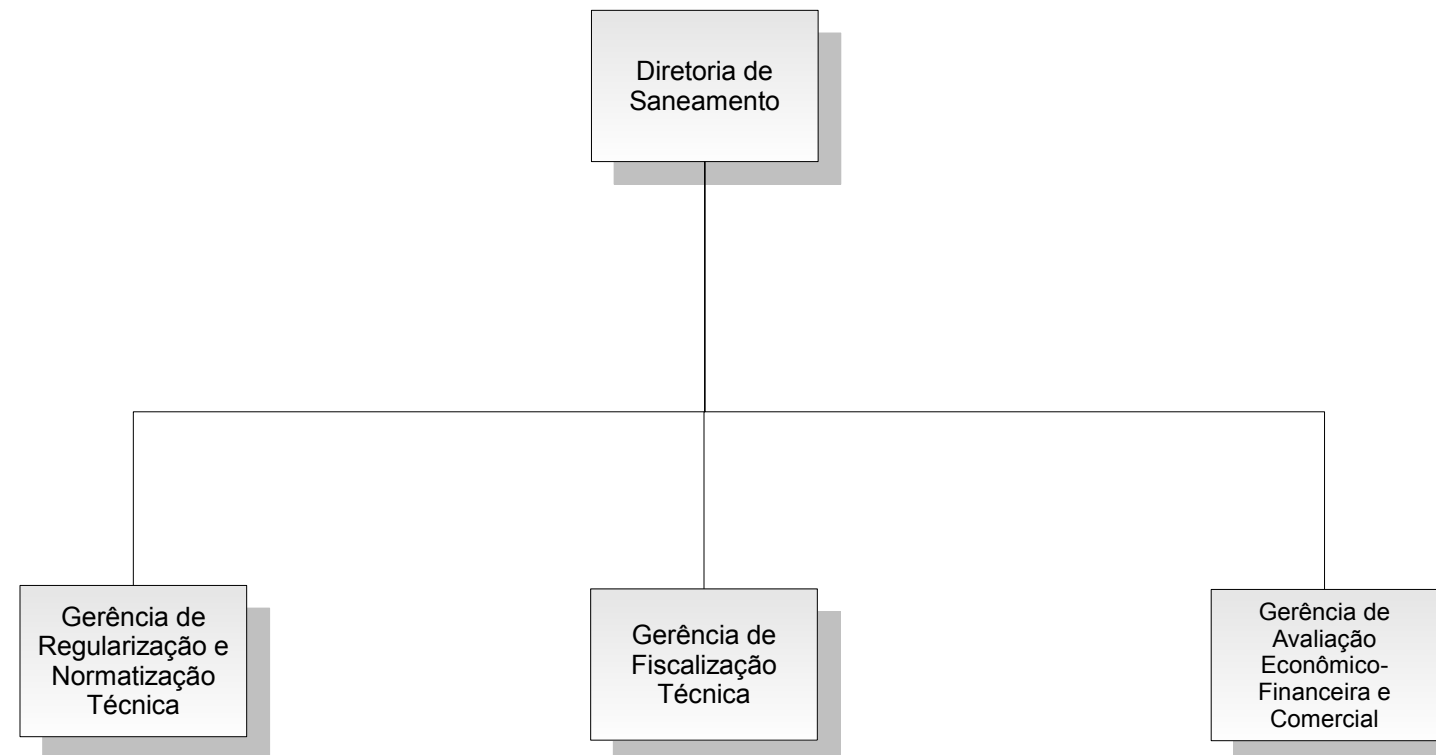 Diretoria de
Saneamento
Gerência de
Regularização e
Normatização
Técnica
Gerência de
Fiscalização
Técnica
Gerência de
Avaliação
Econômico-
Financeira e
Comercial